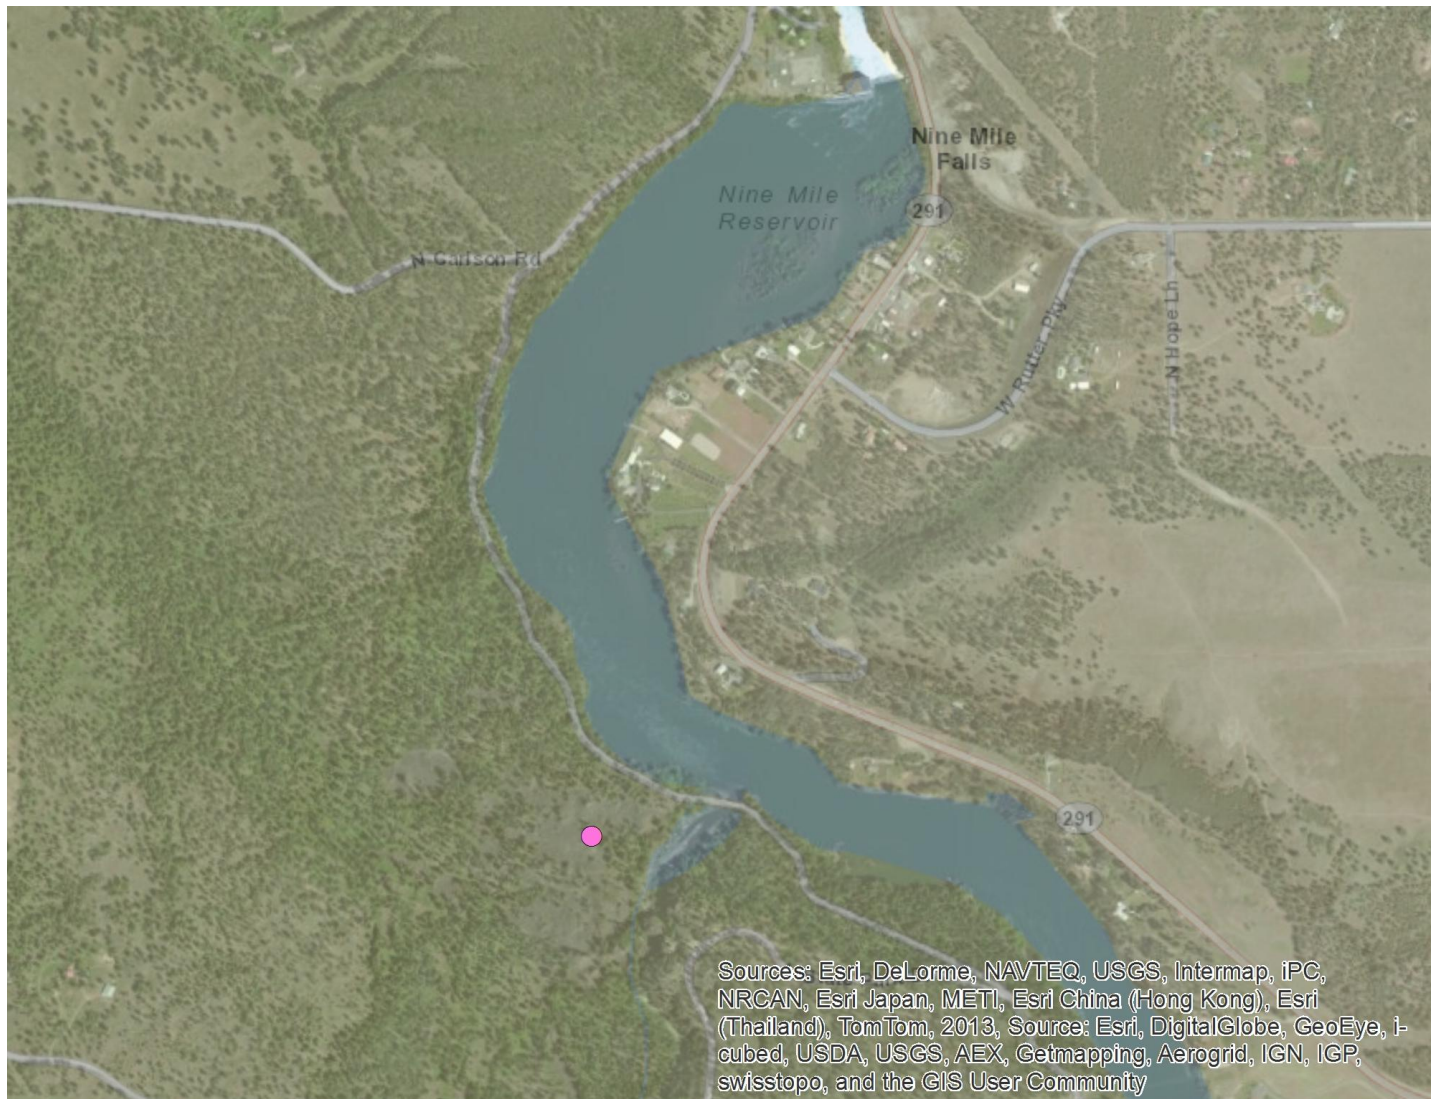 Nine Mile
Falls
Nine Mile
Reservoir
291
N Carlson Rd
W Rutter Pky
N Hope Ln
291
Sources: Esri, DeLorme, NAVTEQ, USGS, Intermap, iPC,
NRCAN, Esri Japan, METI, Esri China (Hong Kong), Esri
(Thailand), TomTom, 2013, Source: Esri, DigitalGlobe, GeoEye, i-
cubed, USDA, USGS, AEX, Getmapping, Aerogrid, IGN, IGP,
swisstopo, and the GIS User Community